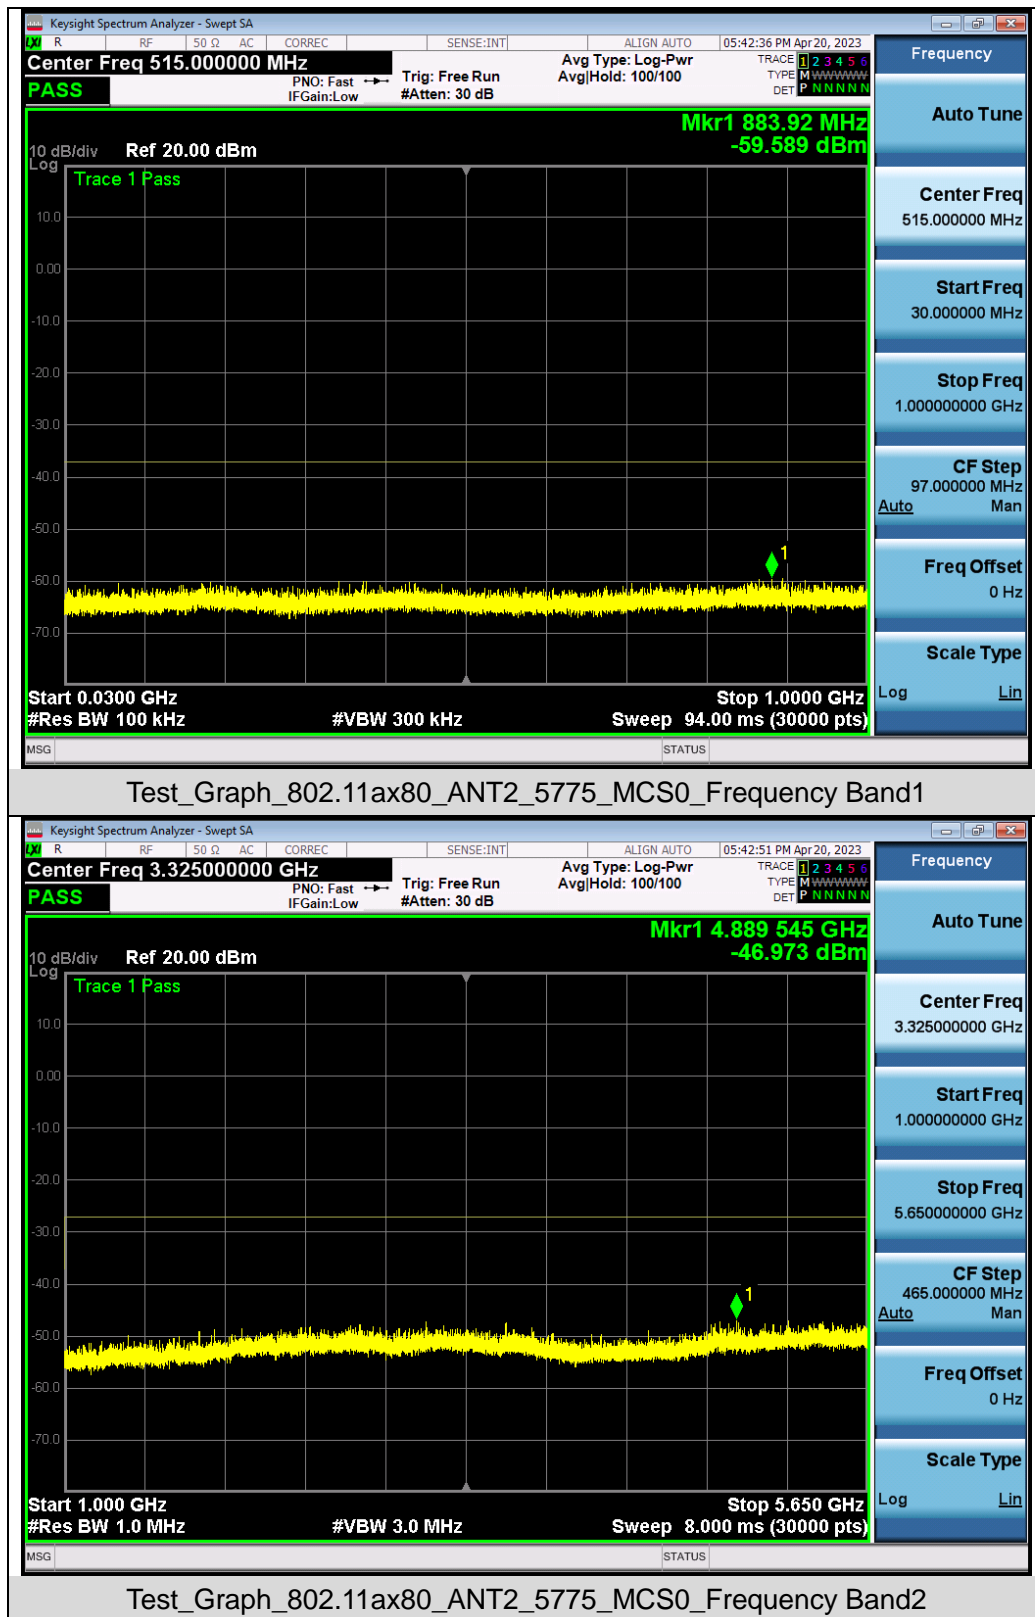 Keysight Spectrum Analyzer - Swept SA
LXI R RF 50 Ω AC CORREC SENSE:INT ALIGN AUTO 05:42:36 PM Apr 20, 2023
Center Freq 515.000000 MHz
PASS
PNO: Fast
IFGain:Low
Trig: Free Run
#Atten: 30 dB
Avg Type: Log-Pwr
Avg|Hold: 100/100
TRACE 1 2 3 4 5 6
TYPE M WWWWW
DET P N N N N N
Mkr1 883.92 MHz
-59.589 dBm
10 dB/div Ref 20.00 dBm
Log
Trace 1 Pass
10.0
0.00
-10.0
-20.0
-30.0
-40.0
-50.0
1
-60.0
-70.0
Start 0.0300 GHz Stop 1.0000 GHz
#Res BW 100 kHz #VBW 300 kHz Sweep 94.00 ms (30000 pts)
MSG STATUS
Frequency
Auto Tune
Center Freq
515.000000 MHz
Start Freq
30.000000 MHz
Stop Freq
1.000000000 GHz
CF Step
97.000000 MHz
Auto Man
Freq Offset
0 Hz
Scale Type
Log Lin
Test_Graph_802.11ax80_ANT2_5775_MCS0_Frequency Band1
Keysight Spectrum Analyzer - Swept SA
LXI R RF 50 Ω AC CORREC SENSE:INT ALIGN AUTO 05:42:51 PM Apr 20, 2023
Center Freq 3.325000000 GHz
PASS
PNO: Fast
IFGain:Low
Trig: Free Run
#Atten: 30 dB
Avg Type: Log-Pwr
Avg|Hold: 100/100
TRACE 1 2 3 4 5 6
TYPE M WWWWW
DET P N N N N N
Mkr1 4.889 545 GHz
-46.973 dBm
10 dB/div Ref 20.00 dBm
Log
Trace 1 Pass
10.0
0.00
-10.0
-20.0
-30.0
-40.0
1
-50.0
-60.0
-70.0
Start 1.000 GHz Stop 5.650 GHz
#Res BW 1.0 MHz #VBW 3.0 MHz Sweep 8.000 ms (30000 pts)
MSG STATUS
Frequency
Auto Tune
Center Freq
3.325000000 GHz
Start Freq
1.000000000 GHz
Stop Freq
5.650000000 GHz
CF Step
465.000000 MHz
Auto Man
Freq Offset
0 Hz
Scale Type
Log Lin
Test_Graph_802.11ax80_ANT2_5775_MCS0_Frequency Band2